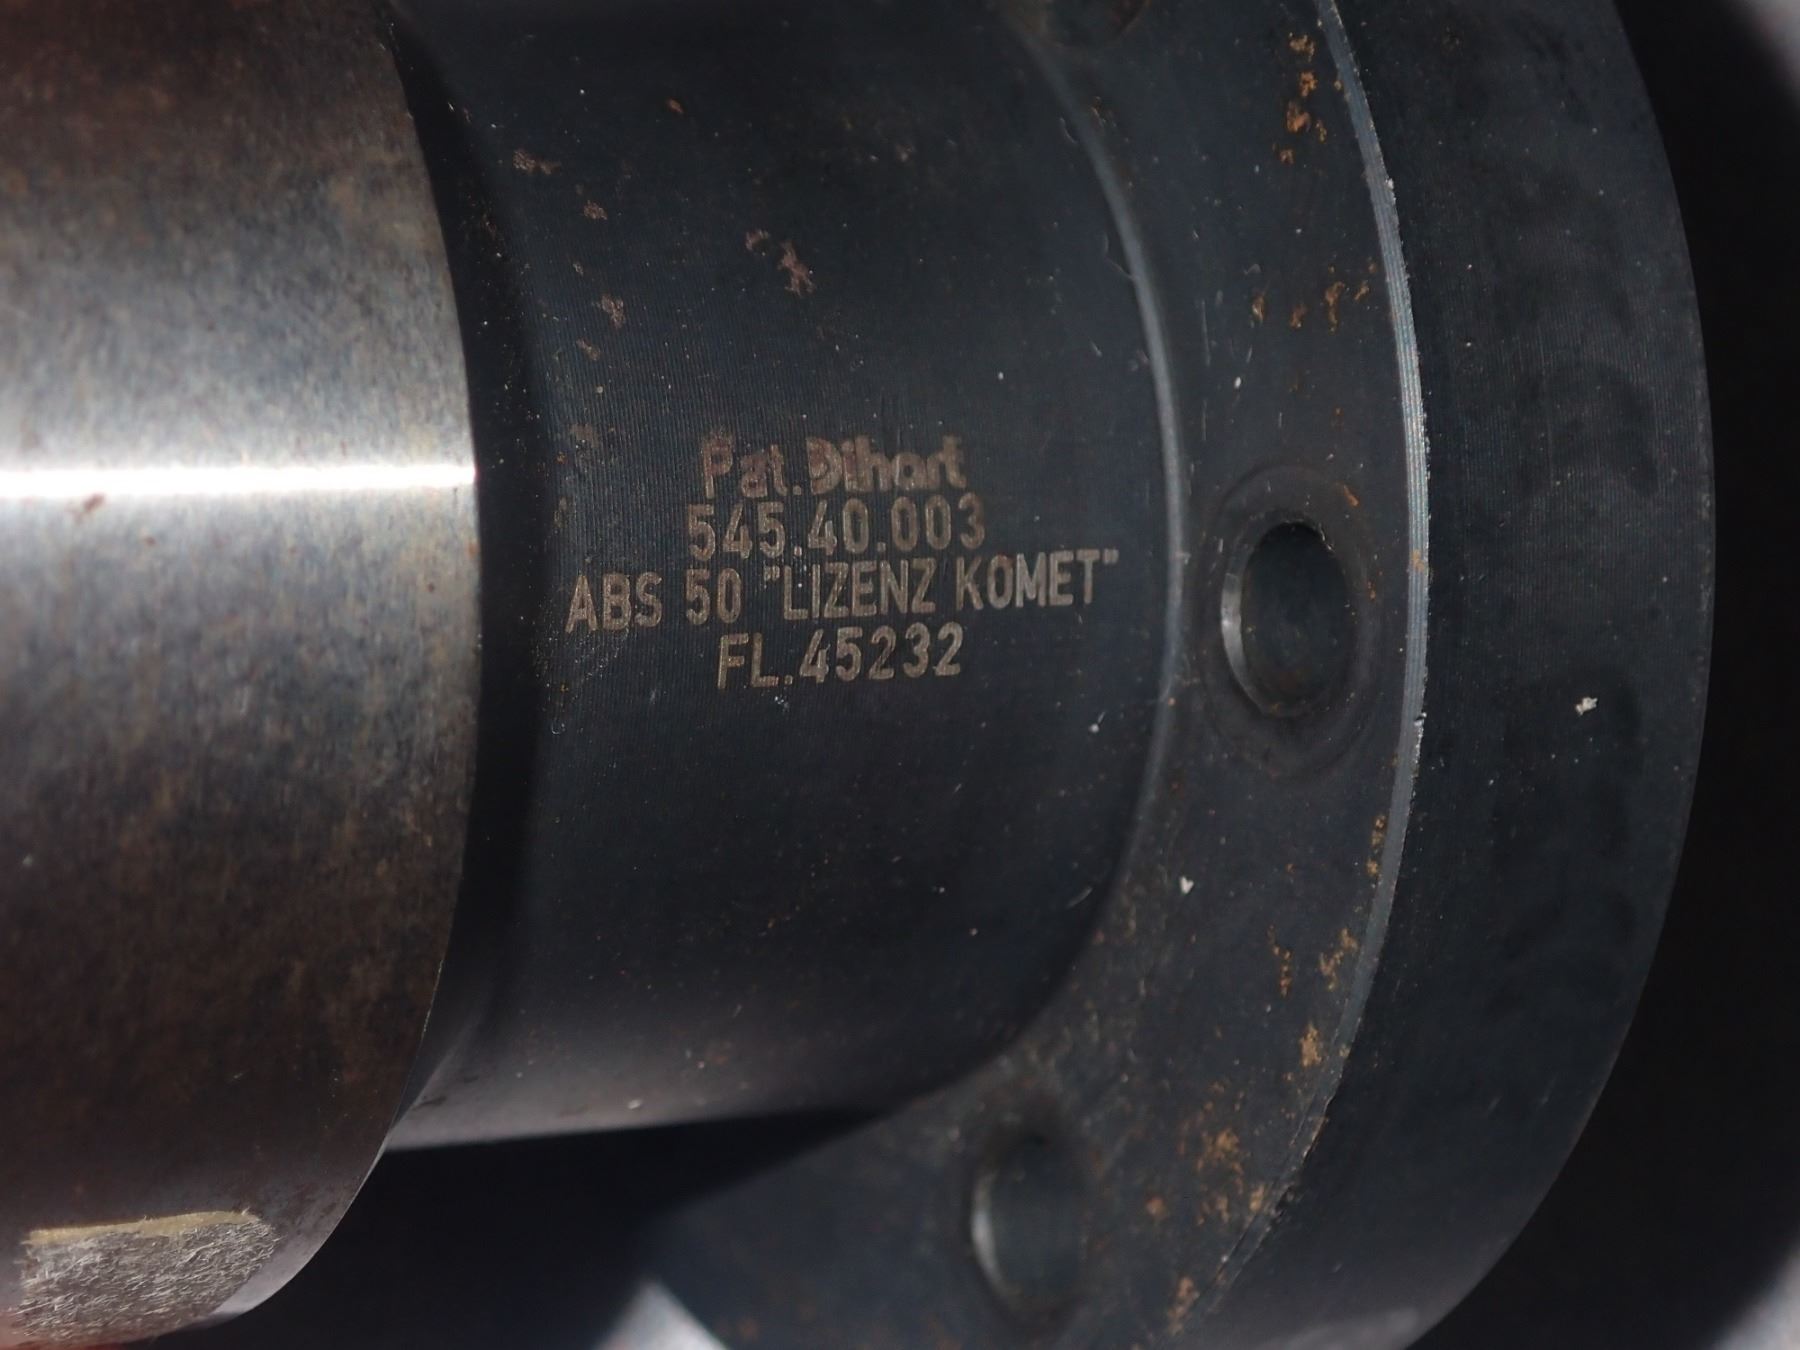 Pat. Dihart
545.40.003
ABS 50 "LIZENZ KOMET"
FL.45232